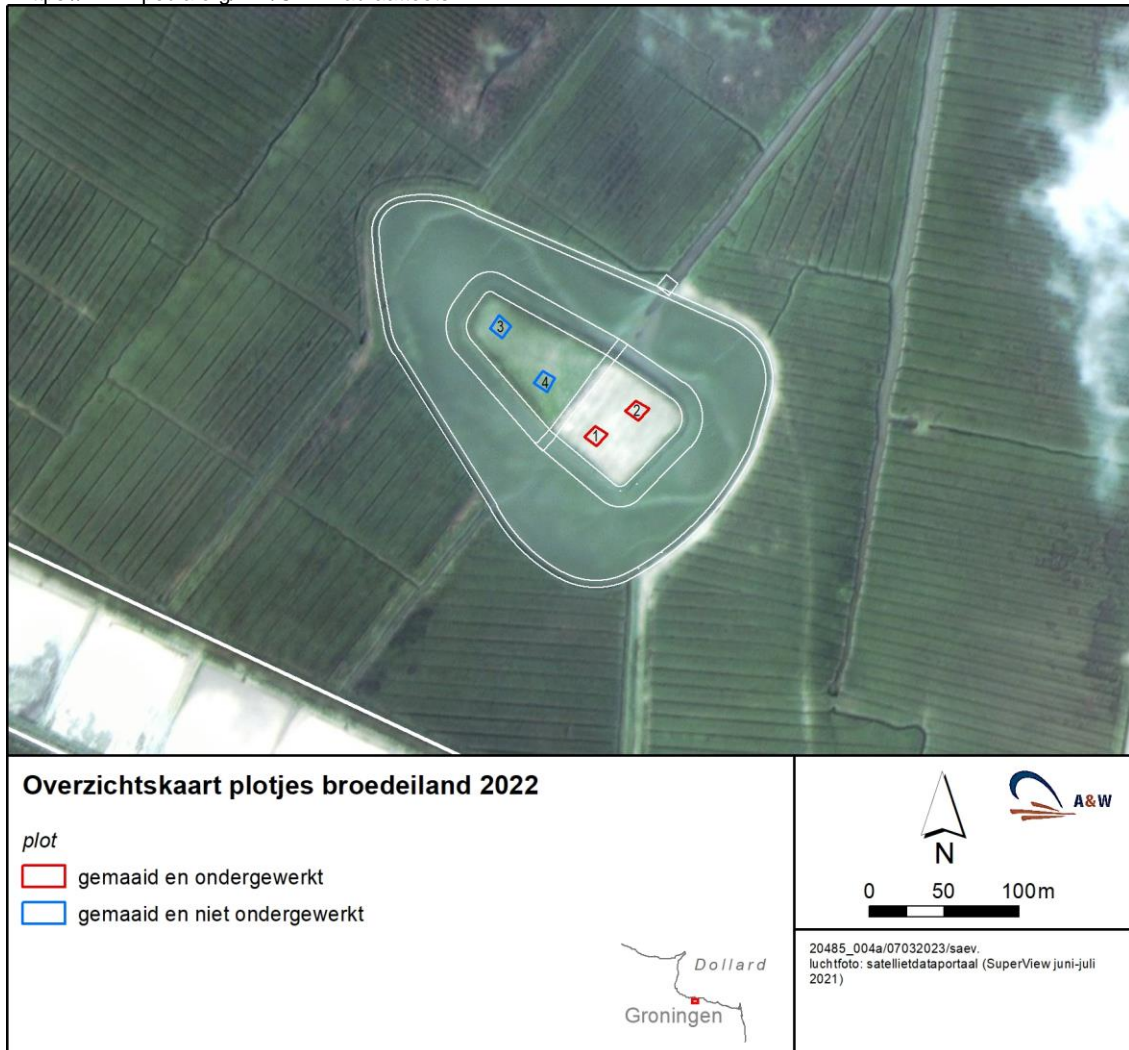 3
4
2
1
Overzichtskaart plotjes broedeiland 2022
plot
gemaaid en ondergewerkt
gemaaid en niet ondergewerkt
Dollard
Groningen
A&W
N
0 50 100m
20485_004a/07032023/saev.
luchtfoto: satellietdataportaal (SuperView juni-juli
2021)